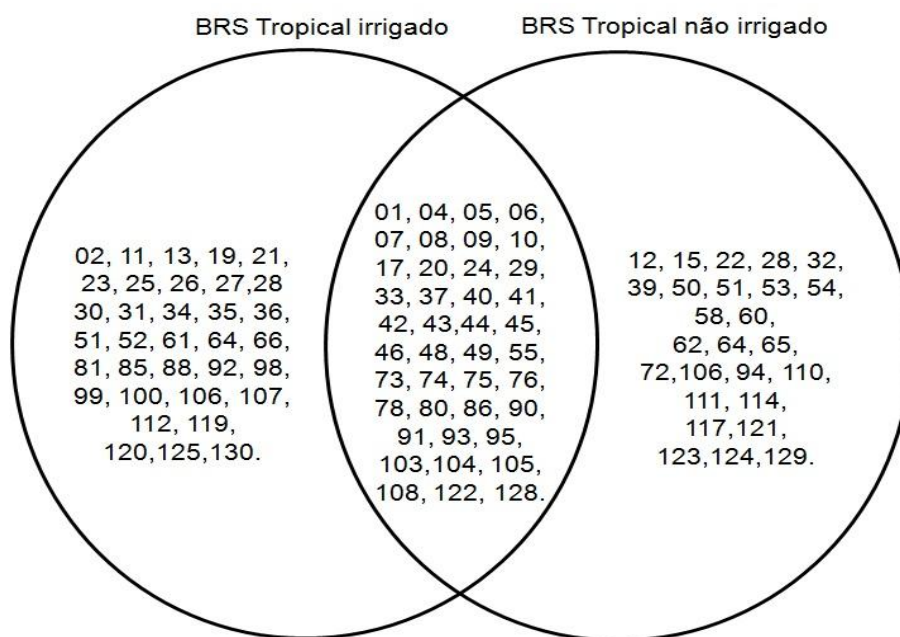 BRS Tropical irrigado
BRS Tropical não irrigado
02, 11, 13, 19, 21,
23, 25, 26, 27,28
30, 31, 34, 35, 36,
51, 52, 61, 64, 66,
81, 85, 88, 92, 98,
99, 100, 106, 107,
112, 119,
120,125,130.
01, 04, 05, 06,
07, 08, 09, 10,
17, 20, 24, 29,
33, 37, 40, 41,
42, 43,44, 45,
46, 48, 49, 55,
73, 74, 75, 76,
78, 80, 86, 90,
91, 93, 95,
103,104, 105,
108, 122, 128.
12, 15, 22, 28, 32,
39, 50, 51, 53, 54,
58, 60,
62, 64, 65,
72,106, 94, 110,
111, 114,
117,121,
123,124,129.